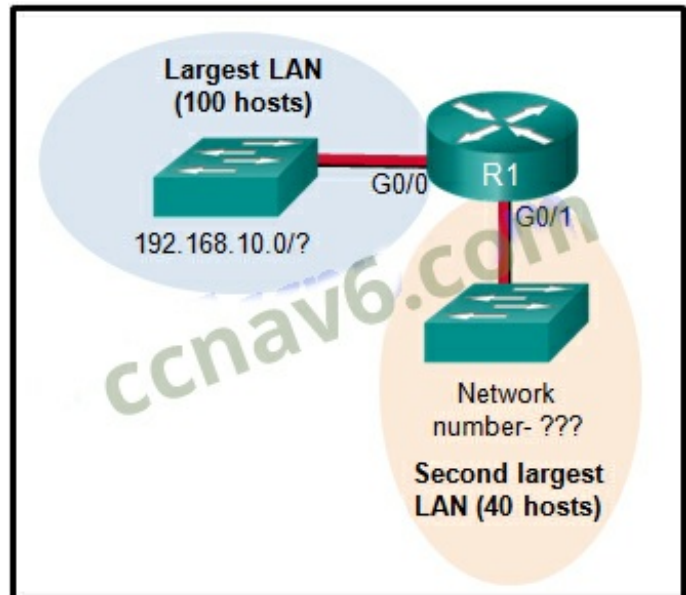 Largest LAN
(100 hosts)
G0/0
R1
G0/1
192.168.10.0/?
ccnav6.com
Network
number- ???
Second largest
LAN (40 hosts)